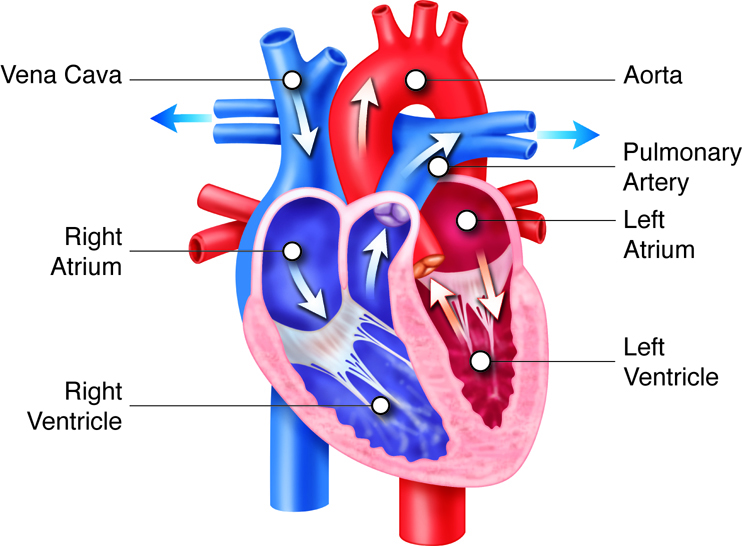 Vena Cava
Aorta
Pulmonary
Artery
Right
Atrium
Left
Atrium
Right
Ventricle
Left
Ventricle